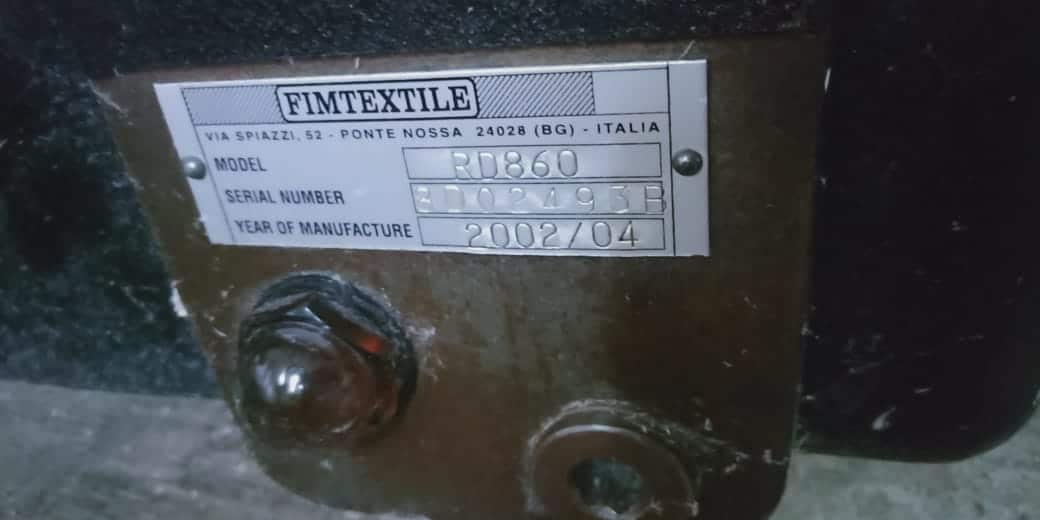 FIMTEXTILE
VIA SPIAZZI, 52 - PONTE NOSSA 24028 (BG) - ITALIA
MODEL RD860
SERIAL NUMBER
YEAR OF MANUFACTURE 2002/04